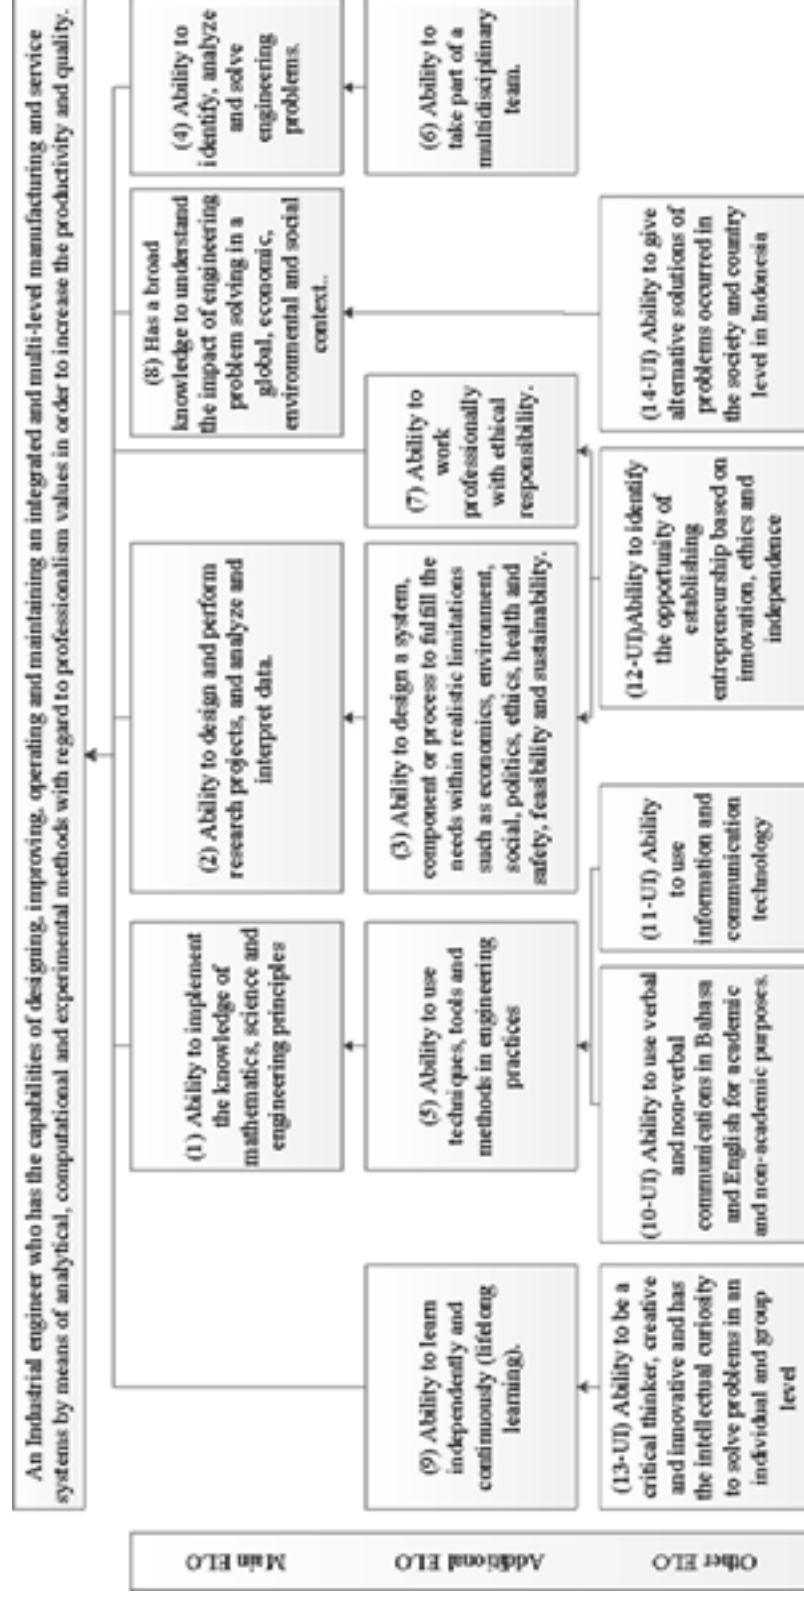 An Industrial engineer who has the capabilities of designing, improving, operating and maintaining an integrated and multi-level manufacturing and service
systems by means of analytical, computational and experimental methods with regard to professionalism values in order to increase the productivity and quality.
Main ELO
(1) Ability to implement
the knowledge of
mathematics, science and
engineering principles
(2) Ability to design and perform
research projects, and analyze and
interpret data.
(8) Has a broad
knowledge to understand
the impact of engineering
problem solving in a
global, economic,
environmental and social
context..
(4) Ability to
identify, analyze
and solve
engineering
problems.
Additional ELO
(9) Ability to learn
independently and
continuously (lifelong
learning).
(5) Ability to use
techniques, tools and
methods in engineering
practices
(3) Ability to design a system,
component or process to fulfill the
needs within realistic limitations
such as economics, environment,
social, politics, ethics, health and
safety, feasibility and sustainability.
(7) Ability to
work
professionally
with ethical
responsibility.
(6) Ability to
take part of a
multidisciplinary
team.
Other ELO
(13-UI) Ability to be a
critical thinker, creative
and innovative and has
the intellectual curiosity
to solve problems in an
individual and group
level
(10-UI) Ability to use verbal
and non-verbal
communications in Bahasa
and English for academic
and non-academic purposes.
(11-UI) Ability
to use
information and
communication
technology
(12-UI)Ability to identify
the opportunity of
establishing
entrepreneurship based on
innovation, ethics and
independence
(14-UI) Ability to give
alternative solutions of
problems occurred in
the society and country
level in Indonesia